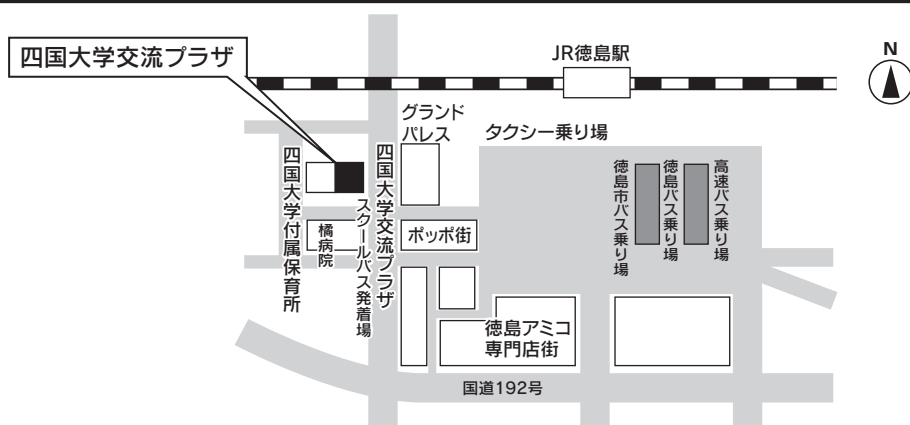 四国大学交流プラザ
JR徳島駅
N
グランド
パレス
タクシー乗り場
四国大学付属保育所
橘病院
四国大学交流プラザ
スクールバス発着場
ポッポ街
徳島市バス乗り場
徳島バス乗り場
高速バス乗り場
徳島アミコ
専門店街
国道192号